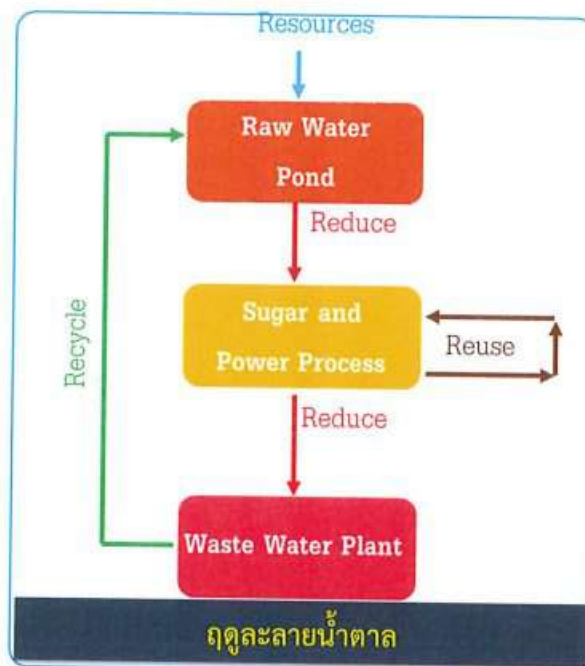 Resources
Raw Water
Pond
Reduce
Sugar and
Power Process
Reuse
Recycle
Reduce
Waste Water Plant
ฤดูละลายน้ำตาล